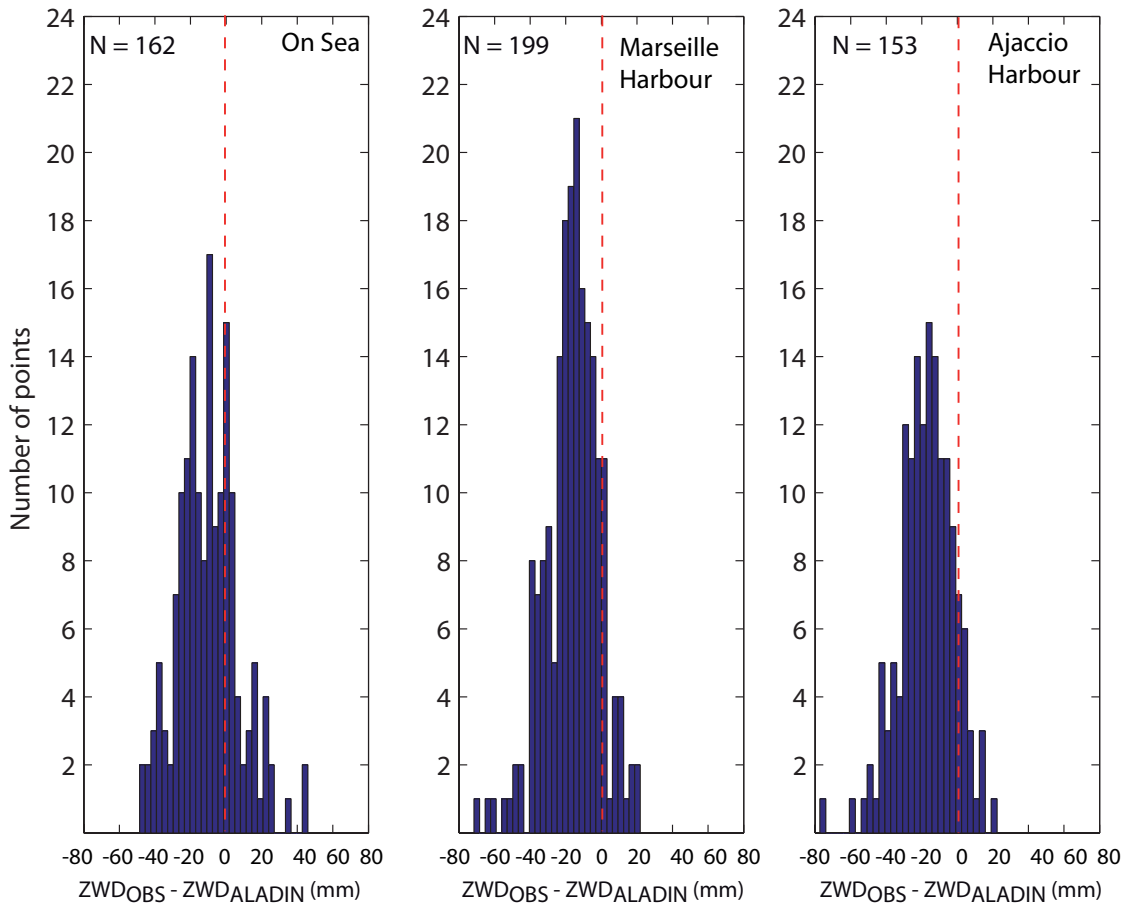 24
22
20
18
16
14
12
10
8
6
4
2
Number of points
N = 162
On Sea
-80 -60 -40 -20 0 20 40 60 80
ZWDOBS - ZWDALADIN (mm)
24
22
20
18
16
14
12
10
8
6
4
2
N = 199
Marseille
Harbour
-80 -60 -40 -20 0 20 40 60 80
ZWDOBS - ZWDALADIN (mm)
24
22
20
18
16
14
12
10
8
6
4
2
N = 153
Ajaccio
Harbour
-80 -60 -40 -20 0 20 40 60 80
ZWDOBS - ZWDALADIN (mm)